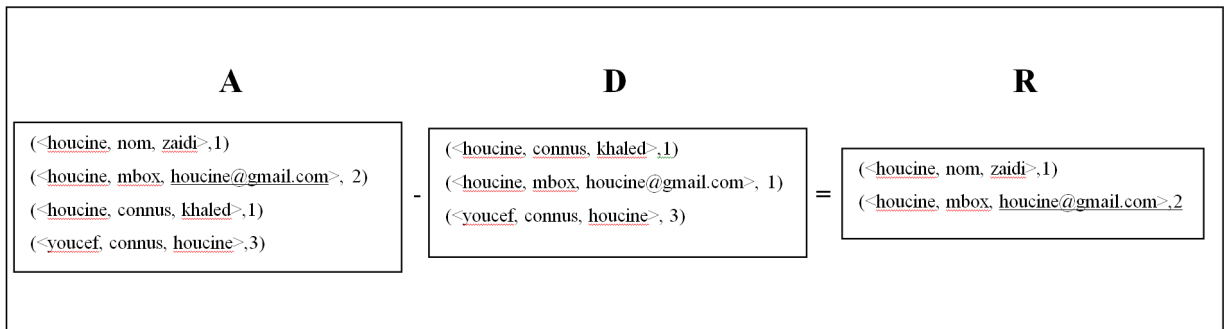 A
D
R
(<houcine, nom, zaidi>,1)
(<houcine, mbox, houcine@gmail.com>, 2)
(<houcine, connus, khaled>,1)
(<youcef, connus, houcine>,3)
-
(<houcine, connus, khaled>,1)
(<houcine, mbox, houcine@gmail.com>, 1)
(<youcef, connus, houcine>, 3)
=
(<houcine, nom, zaidi>,1)
(<houcine, mbox, houcine@gmail.com>,2